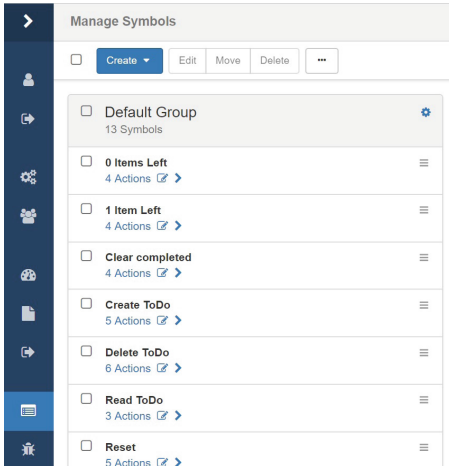 Manage Symbols
Create Edit Move Delete ...
Default Group
13 Symbols
0 Items Left
4 Actions
1 Item Left
4 Actions
Clear completed
4 Actions
Create ToDo
5 Actions
Delete ToDo
6 Actions
Read ToDo
3 Actions
Reset
5 Actions